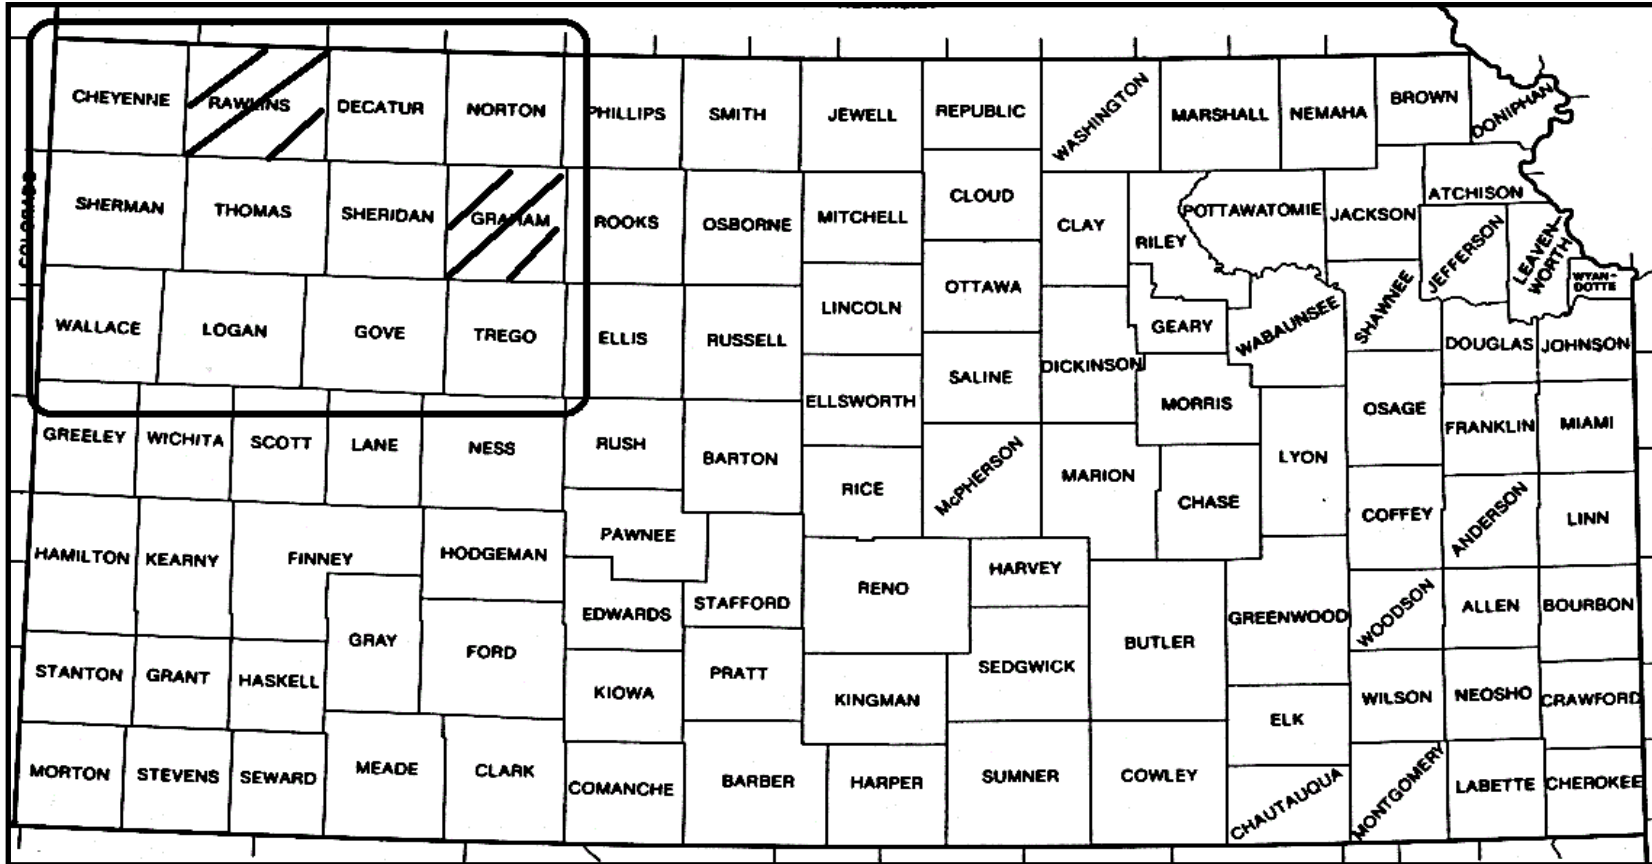 COLORADO
CHEYENNE
RAWLINS
DECATUR
NORTON
PHILLIPS
SMITH
JEWELL
REPUBLIC
WASHINGTON
MARSHALL
NEMAHA
BROWN
DONIPHAN
SHERMAN
THOMAS
SHERIDAN
GRAHAM
ROOKS
OSBORNE
MITCHELL
CLOUD
CLAY
RILEY
POTTAWATOMIE
JACKSON
ATCHISON
JEFFERSON
LEAVEN-
WORTH
WYAN-
DOTTE
WALLACE
LOGAN
GOVE
TREGO
ELLIS
RUSSELL
LINCOLN
OTTAWA
SALINE
DICKINSON
GEARY
WABAUNSEE
SHAWNEE
DOUGLAS
JOHNSON
GREELEY
WICHITA
SCOTT
LANE
NESS
RUSH
BARTON
ELLSWORTH
RICE
McPHERSON
MARION
MORRIS
CHASE
LYON
OSAGE
FRANKLIN
MIAMI
HAMILTON
KEARNY
FINNEY
HODGEMAN
PAWNEE
EDWARDS
STAFFORD
RENO
HARVEY
BUTLER
GREENWOOD
COFFEY
ANDERSON
LINN
WOODSON
ALLEN
BOURBON
STANTON
GRANT
HASKELL
GRAY
FORD
KIOWA
PRATT
KINGMAN
SEDGWICK
ELK
WILSON
NEOSHO
CRAWFORD
MORTON
STEVENS
SEWARD
MEADE
CLARK
COMANCHE
BARBER
HARPER
SUMNER
COWLEY
CHAUTAUQUA
MONTGOMERY
LABETTE
CHEROKEE